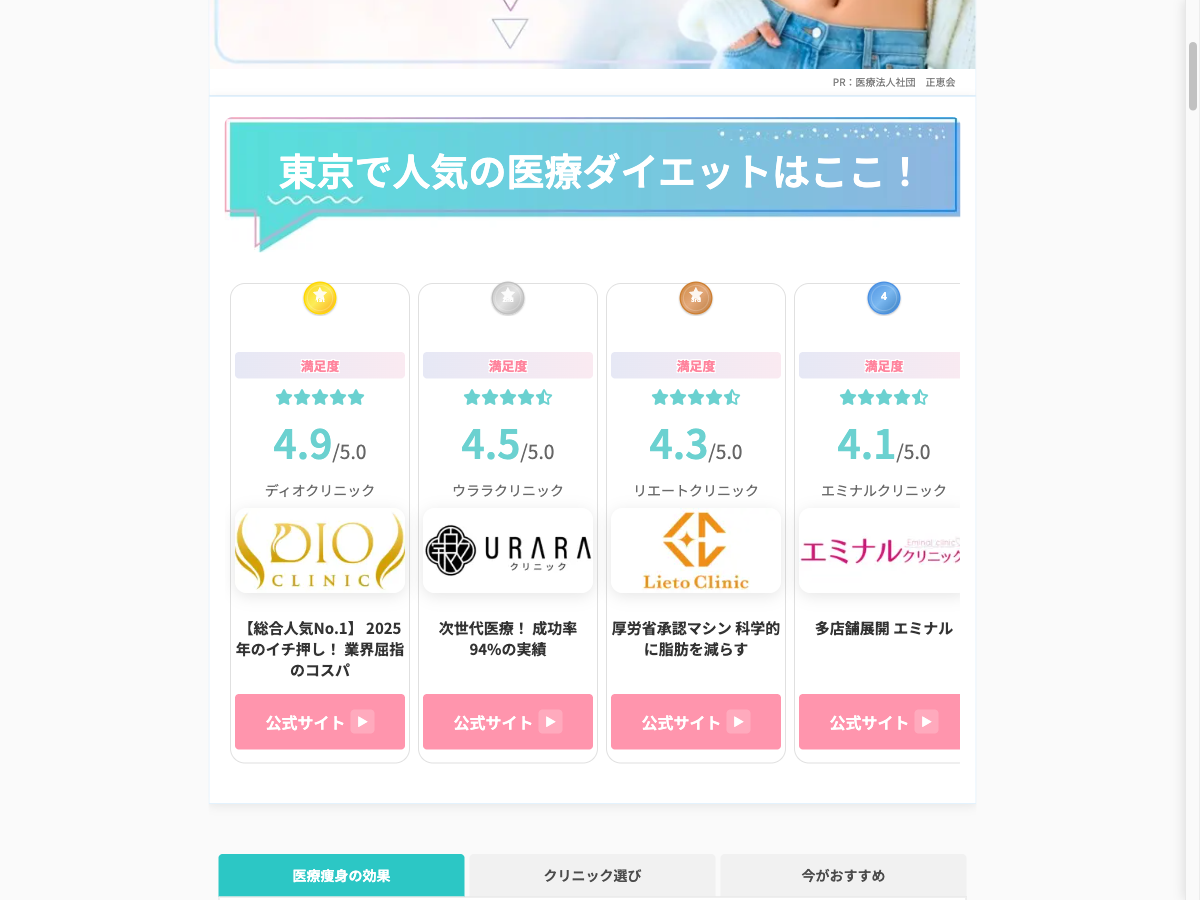 PR：医療法人社団　正恵会
東京で人気の医療ダイエットはここ！
満足度
4.9/5.0
ディオクリニック
DIO
CLINIC
【総合人気No.1】 2025
年のイチ押し！ 業界屈指
のコスパ
公式サイト
満足度
4.5/5.0
ウララクリニック
URARA
クリニック
次世代医療！ 成功率
94%の実績
公式サイト
満足度
4.3/5.0
リエートクリニック
Lieto Clinic
厚労省承認マシン 科学的
に脂肪を減らす
公式サイト
4
満足度
4.1/5.0
エミナルクリニック
Eminal clinic
エミナルクリニック
多店舗展開 エミナル
公式サイト
医療痩身の効果
クリニック選び
今がおすすめ